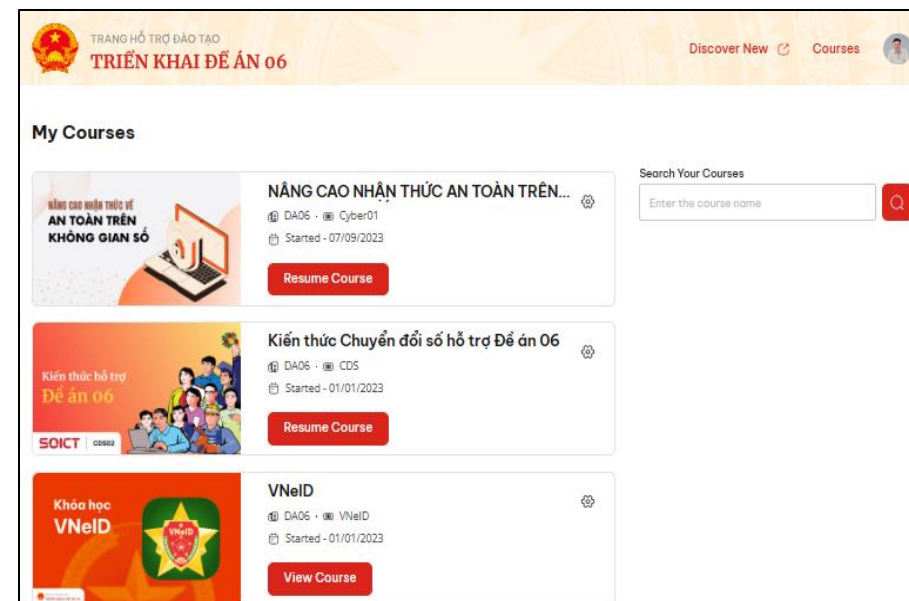 TRANG HỖ TRỢ ĐÀO TẠO
TRIỂN KHAI ĐỀ ÁN 06
Discover New
Courses
My Courses
NÂNG CAO NHẬN THỨC VỀ
AN TOÀN TRÊN
KHÔNG GIAN SỐ
NÂNG CAO NHẬN THỨC AN TOÀN TRÊN...
DA06 · Cyber01
Started - 07/09/2023
Resume Course
Search Your Courses
Enter the course name
Kiến thức hỗ trợ
Đề án 06
SOICT | CDS02
Kiến thức Chuyển đổi số hỗ trợ Đề án 06
DA06 · CDS
Started - 01/01/2023
Resume Course
Khóa học
VNeID
VNeID
VNeID
DA06 · VNeID
Started - 01/01/2023
View Course